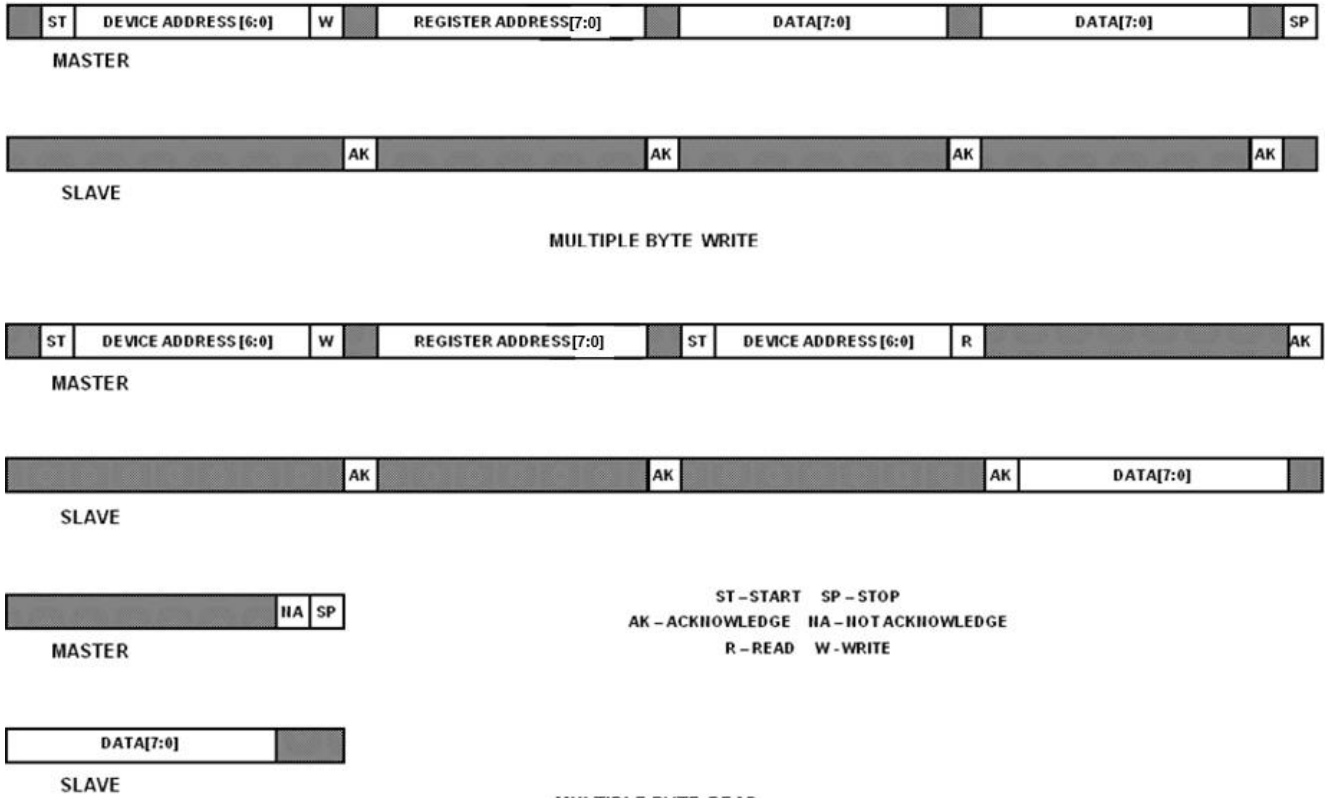 ST DEVICE ADDRESS [6:0] W REGISTER ADDRESS[7:0] DATA[7:0] DATA[7:0] SP
MASTER
AK AK AK AK
SLAVE
MULTIPLE BYTE WRITE
ST DEVICE ADDRESS [6:0] W REGISTER ADDRESS[7:0] ST DEVICE ADDRESS [6:0] R AK
MASTER
AK AK AK DATA[7:0]
SLAVE
NA SP
MASTER
ST – START SP – STOP
AK – ACKNOWLEDGE NA – NOT ACKNOWLEDGE
R – READ W - WRITE
DATA[7:0]
SLAVE
MULTIPLE BYTE READ